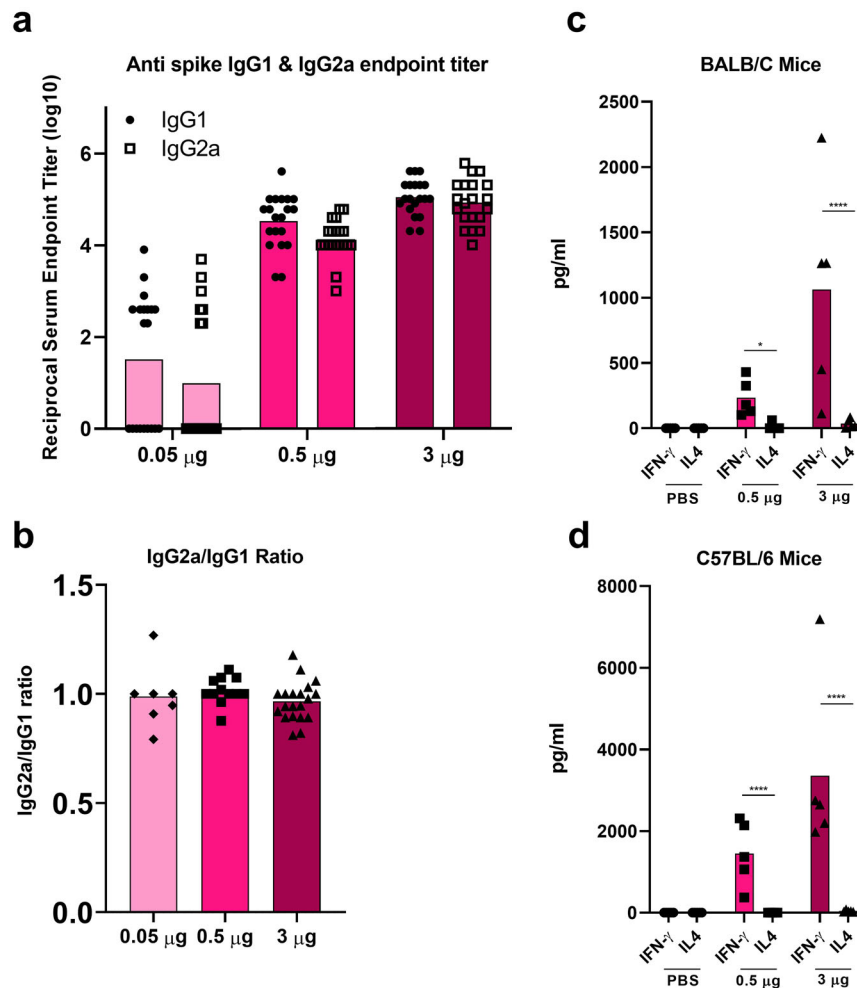 a
Anti spike IgG1 & IgG2a endpoint titer
Reciprocal Serum Endpoint Titer (log10)
IgG1
IgG2a
6
4
2
0
0.05 μg
0.5 μg
3 μg
b
IgG2a/IgG1 Ratio
IgG2a/IgG1 ratio
1.5
1.0
0.5
0.0
0.05 μg
0.5 μg
3 μg
c
BALB/C Mice
pg/ml
2500
2000
1500
1000
500
0
*
****
IFN-γ
IL4
IFN-γ
IL4
IFN-γ
IL4
PBS
0.5 μg
3 μg
d
C57BL/6 Mice
pg/ml
8000
6000
4000
2000
0
****
****
IFN-γ
IL4
IFN-γ
IL4
IFN-γ
IL4
PBS
0.5 μg
3 μg